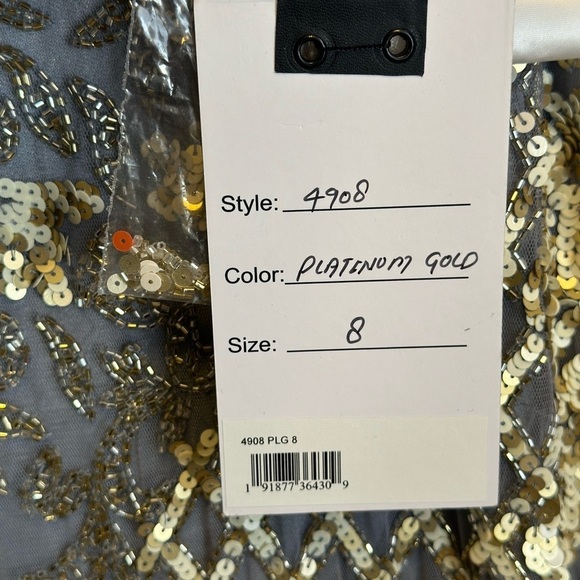 Style: 4908
Color: PLATINUM GOLD
Size: 8
4908 PLG 8
1 91877 36430 9